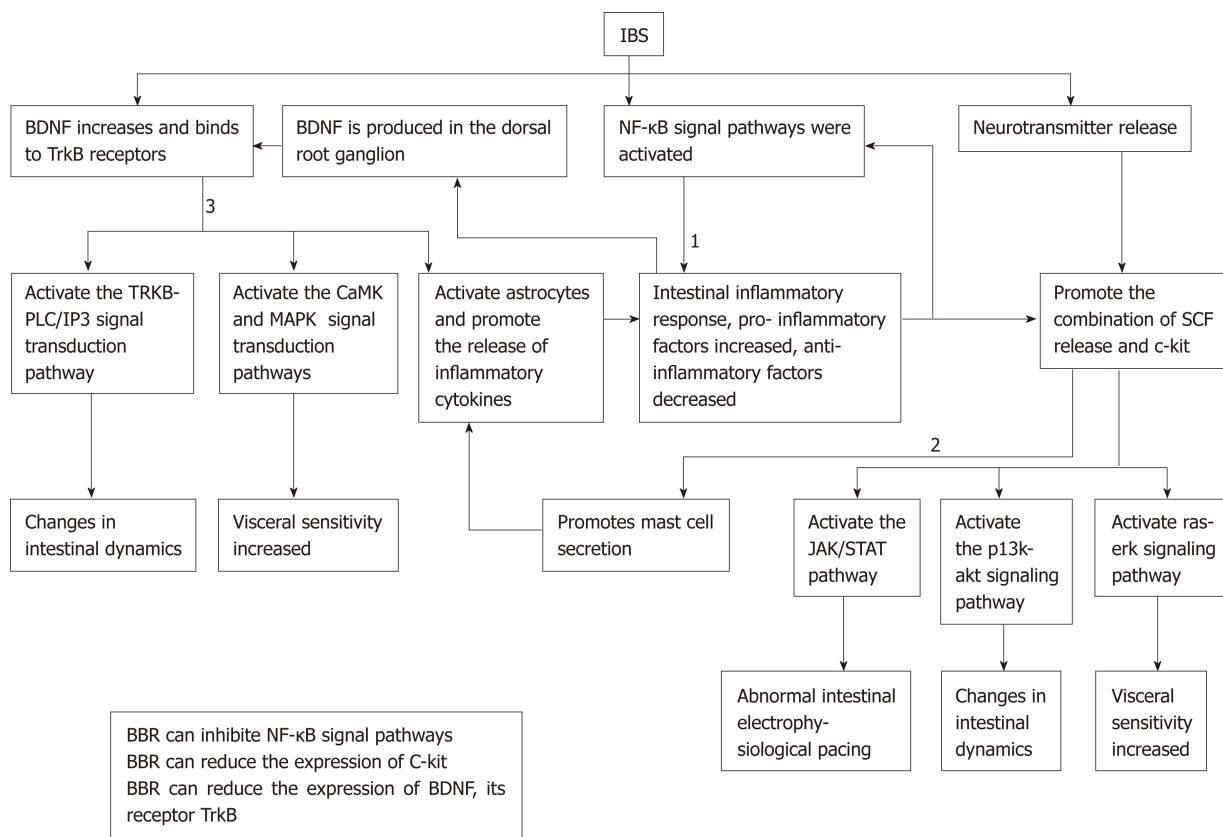 IBS
BDNF increases and binds
to TrkB receptors
BDNF is produced in the dorsal
root ganglion
NF-κB signal pathways were
activated
Neurotransmitter release
3
1
Activate the TRKB-
PLC/IP3 signal
transduction
pathway
Activate the CaMK
and MAPK signal
transduction
pathways
Activate astrocytes
and promote
the release of
inflammatory
cytokines
Intestinal inflammatory
response, pro- inflammatory
factors increased, anti-
inflammatory factors
decreased
Promote the
combination of SCF
release and c-kit
2
Changes in
intestinal dynamics
Visceral sensitivity
increased
Promotes mast cell
secretion
Activate the
JAK/STAT
pathway
Activate
the p13k-
akt signaling
pathway
Activate ras-
erk signaling
pathway
Abnormal intestinal
electrophy-
siological pacing
Changes in
intestinal
dynamics
Visceral
sensitivity
increased
BBR can inhibite NF-κB signal pathways
BBR can reduce the expression of C-kit
BBR can reduce the expression of BDNF, its
receptor TrkB